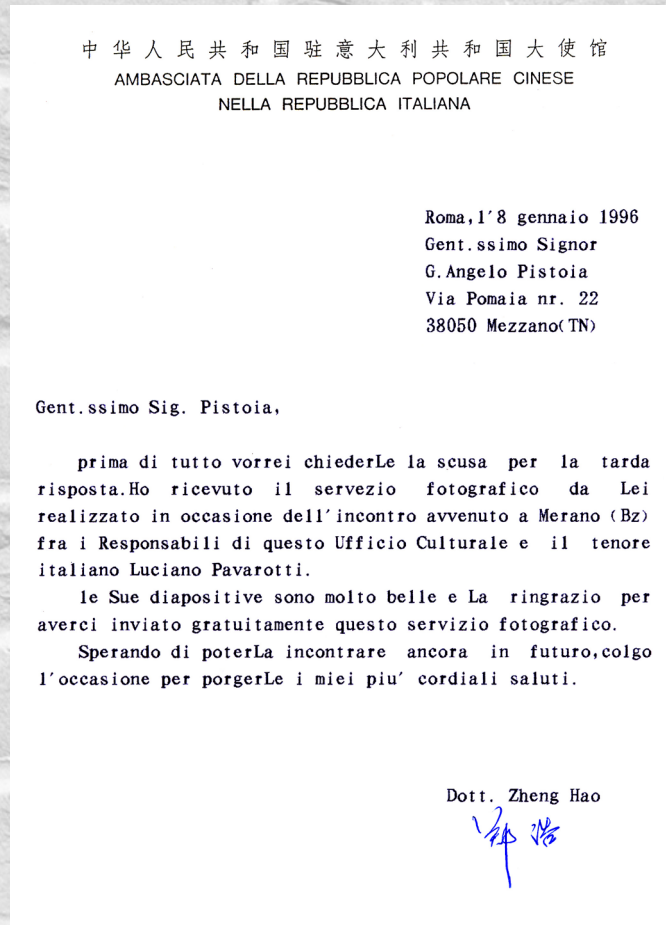 中华人民共和国驻意大利共和国大使馆
AMBASCIATA DELLA REPUBBLICA POPOLARE CINESE
NELLA REPUBBLICA ITALIANA
Roma,l'8 gennaio 1996
Gent.ssimo Signor
G.Angelo Pistoia
Via Pomaia nr. 22
38050 Mezzano(TN)
Gent.ssimo Sig. Pistoia,
prima di tutto vorrei chiederLe la scusa per la tarda
risposta.Ho ricevuto il servezio fotografico da Lei
realizzato in occasione dell'incontro avvenuto a Merano (Bz)
fra i Responsabili di questo Ufficio Culturale e il tenore
italiano Luciano Pavarotti.
le Sue diapositive sono molto belle e La ringrazio per
averci inviato gratuitamente questo servizio fotografico.
Sperando di poterLa incontrare ancora in futuro,colgo
l'occasione per porgerLe i miei piu' cordiali saluti.
Dott. Zheng Hao
郑浩